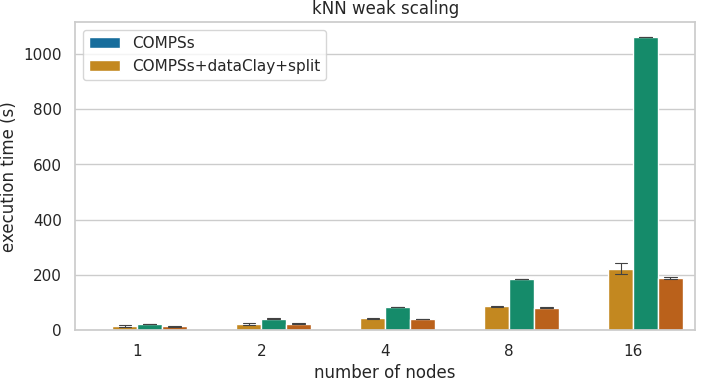 kNN weak scaling
COMPSs
COMPSs+dataClay+split
execution time (s)
1000
800
600
400
200
0
1 2 4 8 16
number of nodes